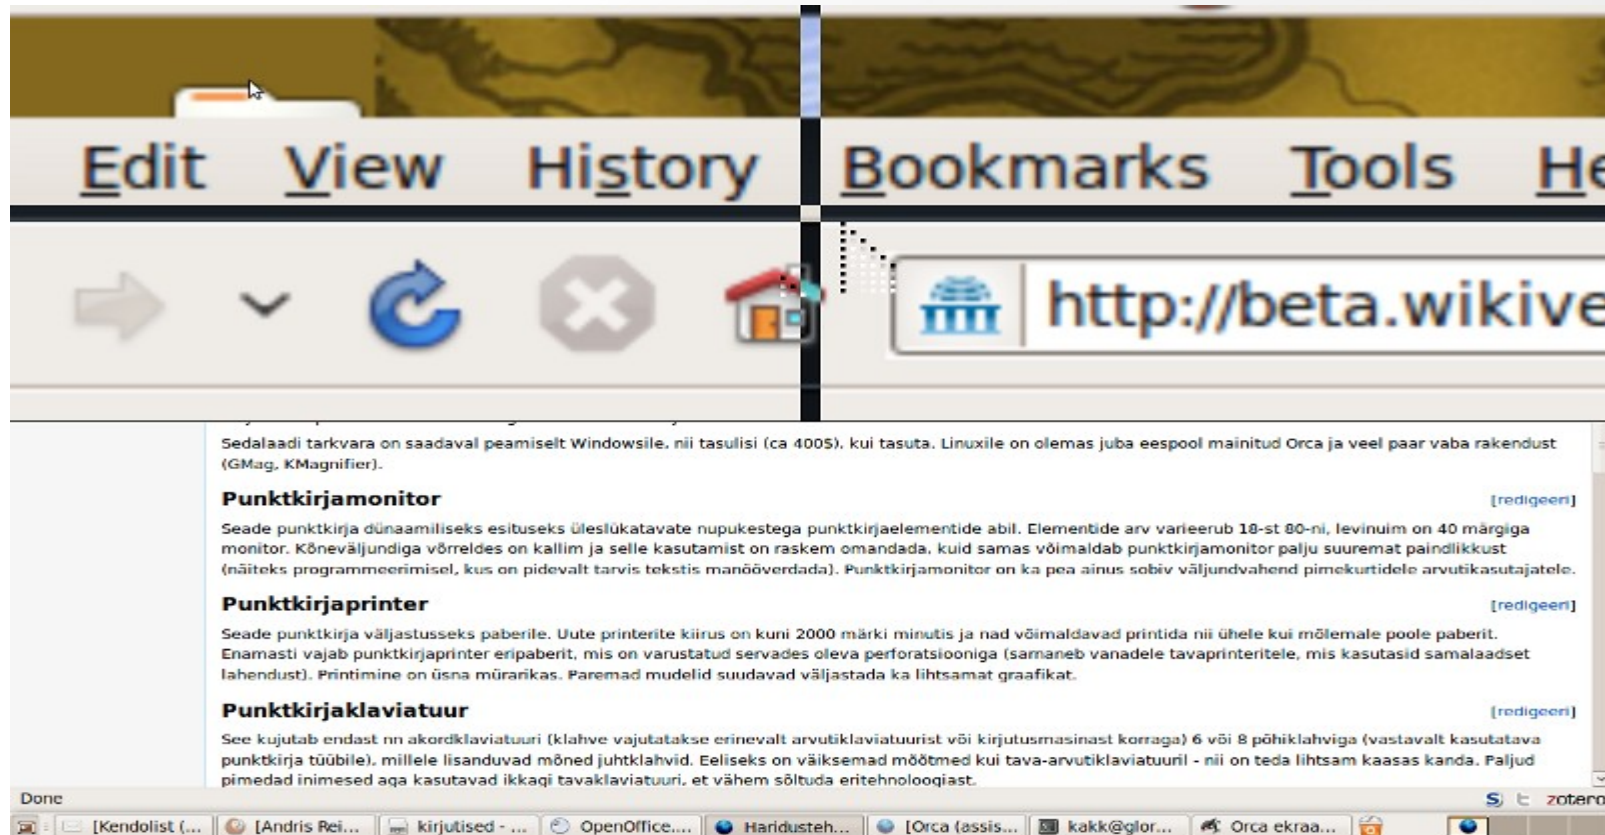 Edit View History Bookmarks Tools He
http://beta.wikive
Sedalaadi tarkvara on saadaval peamiselt Windowsile, nii tasulisi (ca 400$), kui tasuta. Linuxile on olemas juba eespool mainitud Orca ja veel paar vaba rakendust
(GMag, KMagnifier).
Punktkirjamonitor [redigeeri]
Seade punktkirja dünaamiliseks esituseks üleslükatavate nupukestega punktkirjaelementide abil. Elementide arv varieerub 18-st 80-ni, levinuim on 40 märgiga
monitor. Kõneväljundiga võrreldes on kallim ja selle kasutamist on raskem omandada, kuid samas võimaldab punktkirjamonitor palju suuremat paindlikkust
(näiteks programmeerimisel, kus on pidevalt tarvis tekstis manööverdada). Punktkirjamonitor on ka pea ainus sobiv väljundvahend pimekurtidele arvutikasutajatele.
Punktkirjaprinter [redigeeri]
Seade punktkirja väljastusseks paberile. Uute printerite kiirus on kuni 2000 märki minutis ja nad võimaldavad printida nii ühele kui mõlemale poole paberit.
Enamasti vajab punktkirjaprinter eripaberit, mis on varustatud servades oleva perforatsiooniga (sarnaneb vanadele tavaprinteritele, mis kasutasid samalaadset
lahendust). Printimine on üsna mürarikas. Paremad mudelid suudavad väljastada ka lihtsamat graafikat.
Punktkirjaklaviatuur [redigeeri]
See kujutab endast nn akordklaviatuuri (klahve vajutatakse erinevalt arvutiklaviatuurist või kirjutusmasinast korraga) 6 või 8 põhiklahviga (vastavalt kasutatava
punktkirja tüübile), millele lisanduvad mõned juhtklahvid. Eeliseks on väiksemad mõõtmed kui tava-arvutiklaviatuuril - nii on teda lihtsam kaasas kanda. Paljud
pimedad inimesed aga kasutavad ikkagi tavaklaviatuuri, et vähem sõltuda eritehnoloogiast.
Done zotero
[Kendolist (... [Andris Rei... kirjutised - ... OpenOffice.... Haridusteh... [Orca (assis... kakk@glor... Orca ekraa...